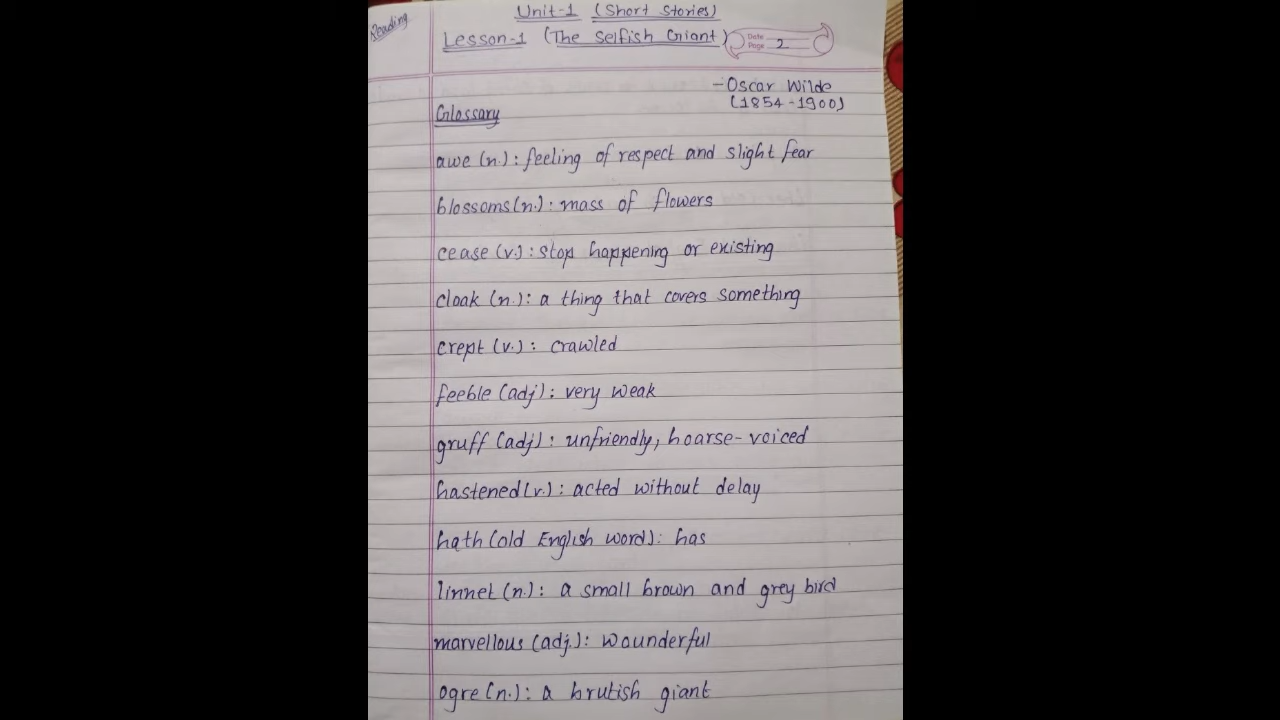 Reading
Unit-1 (Short Stories)
Lesson-1 (The Selfish Giant)
Date
Page 2
- Oscar Wilde
(1854-1900)
Glossary
awe (n.): feeling of respect and slight fear
blossoms (n.): mass of flowers
cease (v.): stop happening or existing
cloak (n.): a thing that covers something
crept (v.): crawled
feeble (adj): very weak
gruff (adj): unfriendly, hoarse-voiced
hastened (v.): acted without delay
hath (old English word): has
linnet (n.): a small brown and grey bird
marvellous (adj.): wounderful
ogre (n.): a brutish giant